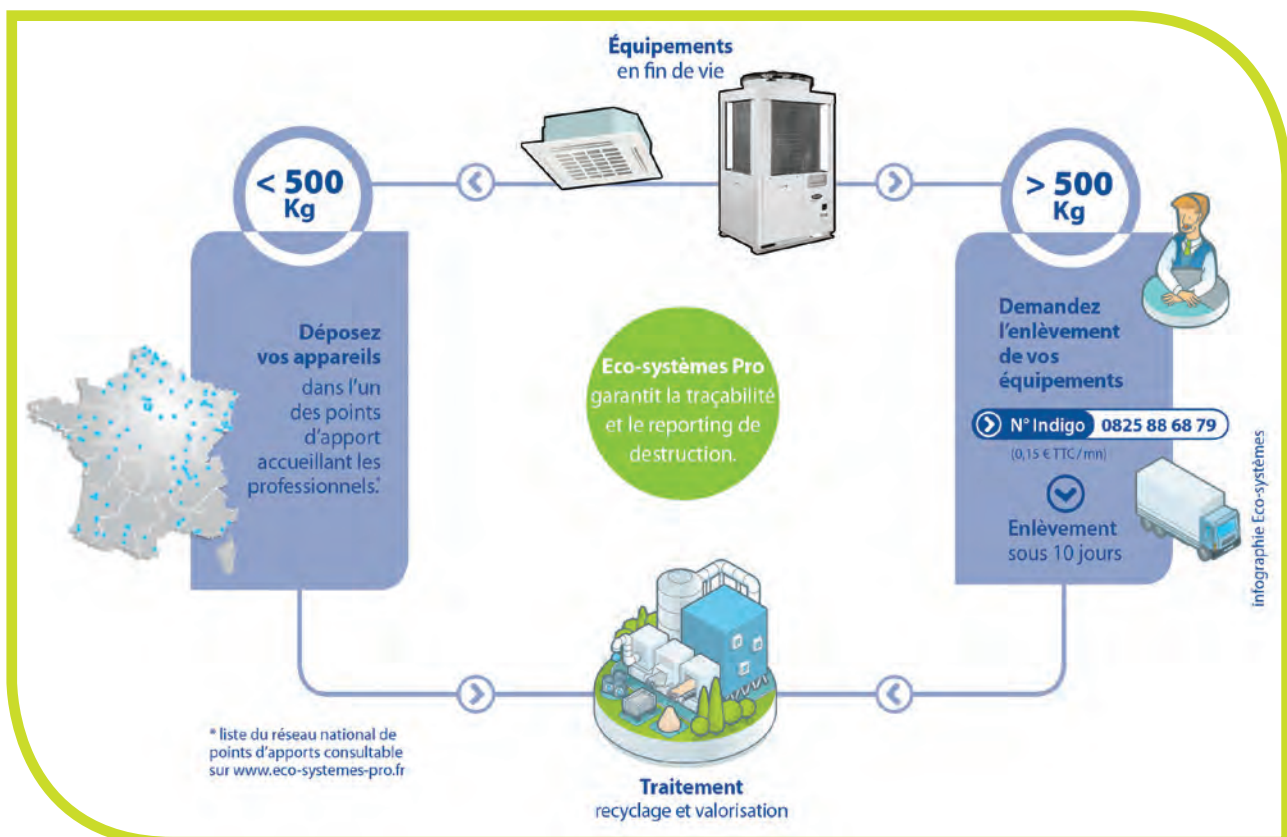 Équipements
en fin de vie
< 500
Kg
> 500
Kg
Déposez
vos appareils
dans l'un
des points
d'apport
accueillant les
professionnels.*
Eco-systèmes Pro
garantit la traçabilité
et le reporting de
destruction.
Demandez
l'enlèvement
de vos
équipements
N° Indigo 0825 88 68 79
(0,15 € TTC/mn)
Enlèvement
sous 10 jours
infographie Eco-systèmes
* liste du réseau national de
points d'apports consultable
sur www.eco-systemes-pro.fr
Traitement
recyclage et valorisation